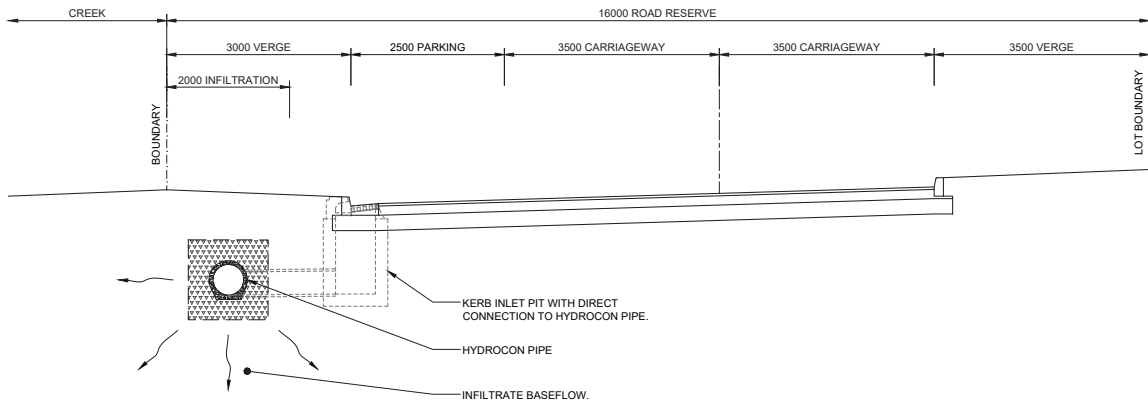 CREEK
16000 ROAD RESERVE
3000 VERGE
2500 PARKING
3500 CARRIAGEWAY
3500 CARRIAGEWAY
3500 VERGE
2000 INFILTRATION
BOUNDARY
LOT BOUNDARY
KERB INLET PIT WITH DIRECT
CONNECTION TO HYDROCON PIPE.
HYDROCON PIPE
INFILTRATE BASEFLOW.